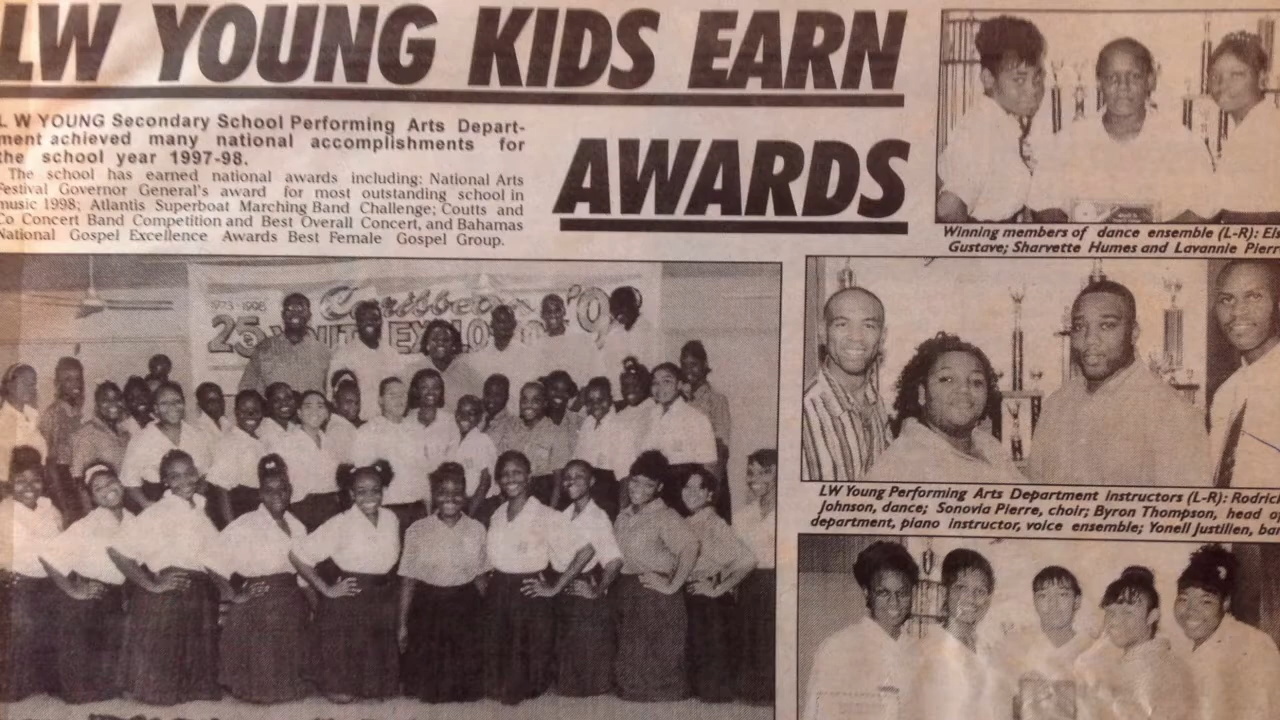 LW YOUNG KIDS EARN
AWARDS
L W YOUNG Secondary School Performing Arts Depart-
ment achieved many national accomplishments for
the school year 1997-98.
The school has earned national awards including: National Arts
Festival Governor General's award for most outstanding school in
music 1998; Atlantis Superboat Marching Band Challenge; Coutts and
Co Concert Band Competition and Best Overall Concert, and Bahamas
National Gospel Excellence Awards Best Female Gospel Group.
Winning members of dance ensemble (L-R):
Gustave; Sharvette Humes and Lavannie
1973-1998
Caribbean
25
LW Young Performing Arts Department instructors (L-R):
Johnson, dance; Sonovia Pierre, choir; Byron Thompson, head
department, piano instructor, voice ensemble; Yonell Justilien,